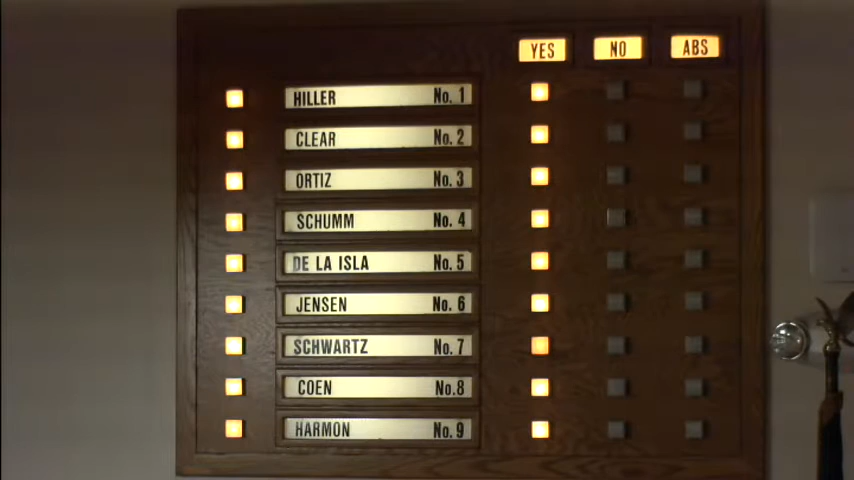 YES NO ABS
HILLER No. 1
CLEAR No. 2
ORTIZ No. 3
SCHUMM No. 4
DE LA ISLA No. 5
JENSEN No. 6
SCHWARTZ No. 7
COEN No. 8
HARMON No. 9